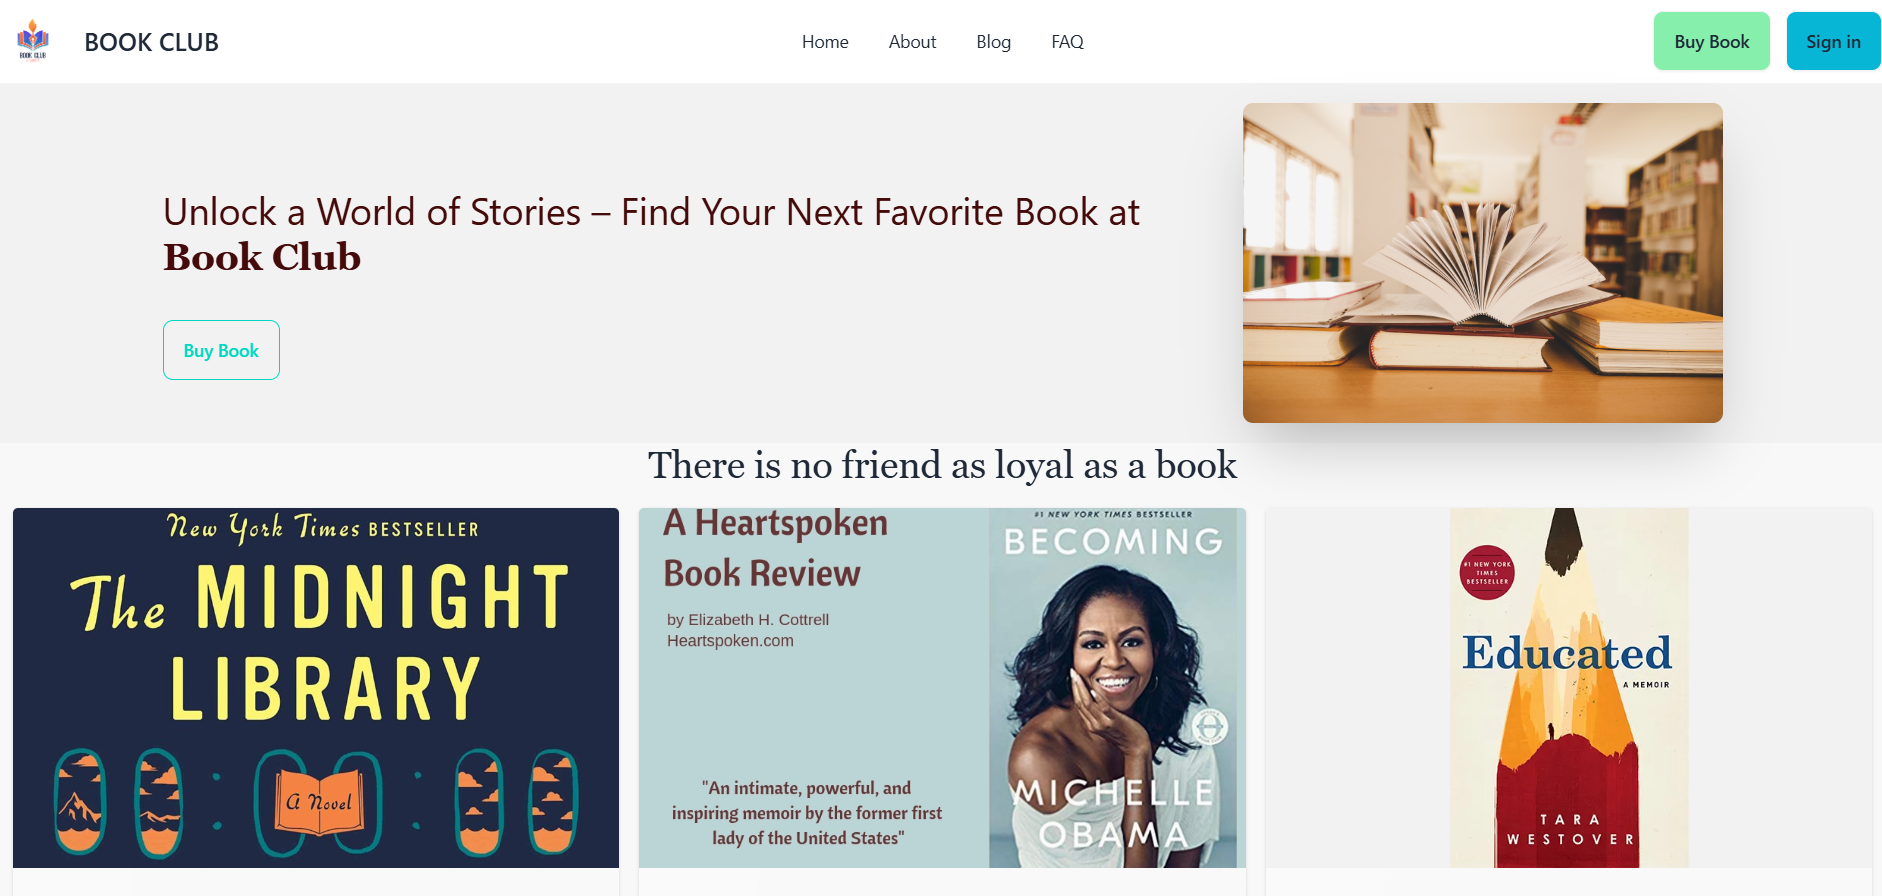 BOOK CLUB
BOOK CLUB
Home
About
Blog
FAQ
Buy Book
Sign in
Unlock a World of Stories – Find Your Next Favorite Book at
Book Club
Buy Book
There is no friend as loyal as a book
New York Times BESTSELLER
The MIDNIGHT
LIBRARY
A Novel
A Heartspoken
Book Review
by Elizabeth H. Cottrell
Heartspoken.com
"An intimate, powerful, and
inspiring memoir by the former first
lady of the United States"
#1 NEW YORK TIMES BESTSELLER
BECOMING
MICHELLE
OBAMA
#1 NEW YORK
TIMES
BESTSELLER
Educated
A MEMOIR
TARA
WESTOVER